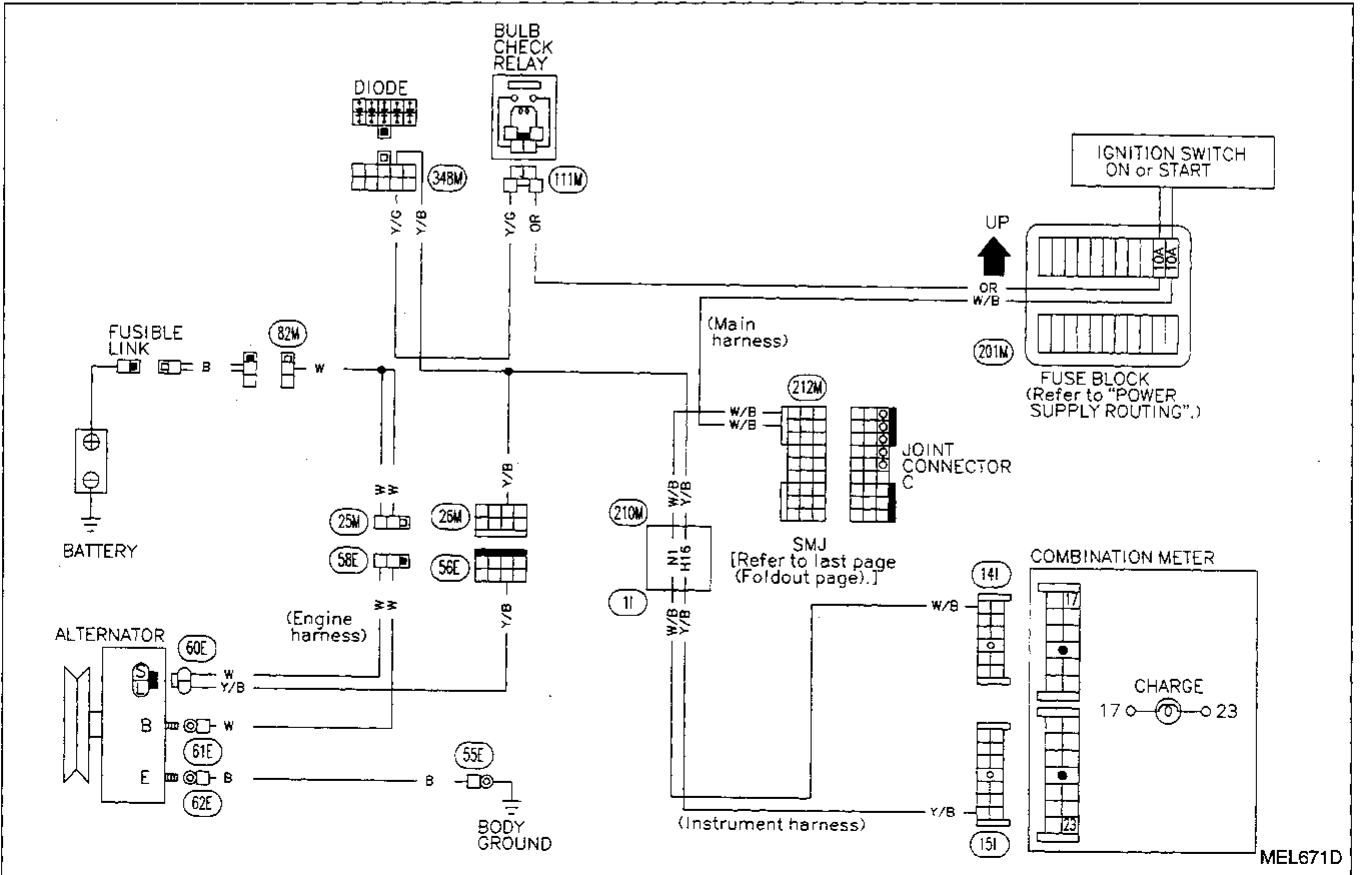 BULB
CHECK
RELAY
DIODE
348M
111M
Y/G
Y/B
Y/G
OR
IGNITION SWITCH
ON or START
UP
10A
10A
OR
W/B
201M
FUSE BLOCK
(Refer to "POWER
SUPPLY ROUTING".)
(Main
harness)
FUSIBLE
LINK
B
82M
W
BATTERY
W
W
Y/B
25M
26M
58E
56E
W
W
Y/B
(Engine
harness)
212M
W/B
W/B
JOINT
CONNECTOR
C
W/B
Y/B
210M
N1
H16
1I
W/B
Y/B
SMJ
[Refer to last page
(Foldout page).]
COMBINATION METER
14I
W/B
17
CHARGE
17
23
Y/B
23
15I
(Instrument harness)
ALTERNATOR
60E
S
L
W
Y/B
B
W
61E
E
B
62E
B
55E
BODY
GROUND
MEL671D